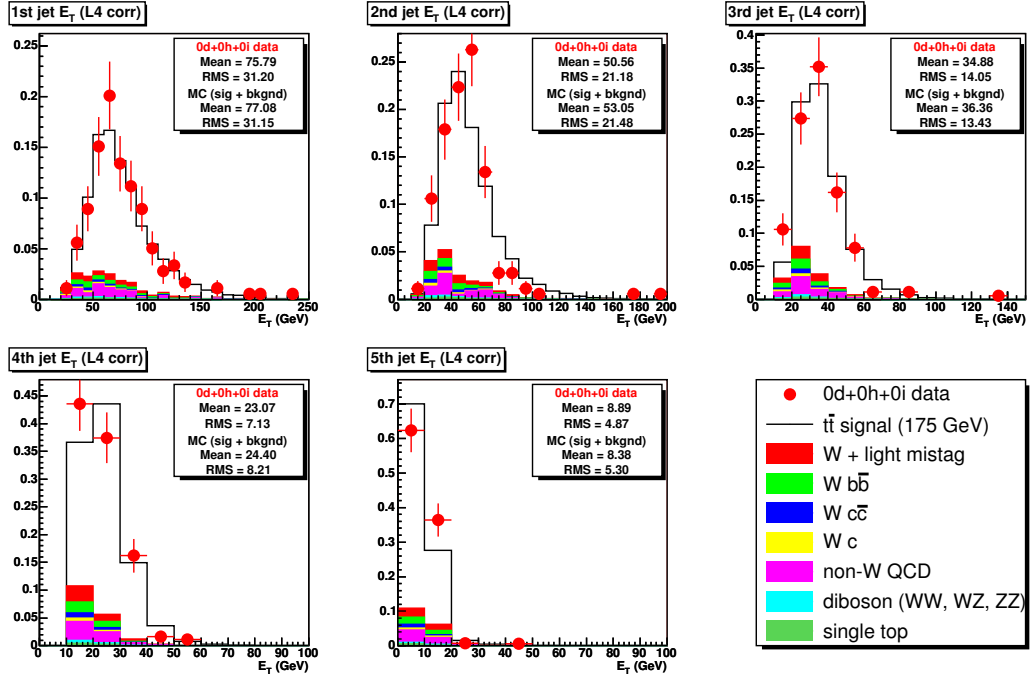 1st jet E_T (L4 corr)
0d+0h+0i data
Mean = 75.79
RMS = 31.20
MC (sig + bkgnd)
Mean = 77.08
RMS = 31.15
0.25
0.2
0.15
0.1
0.05
0
0 50 100 150 200 250
E_T (GeV)
2nd jet E_T (L4 corr)
0d+0h+0i data
Mean = 50.56
RMS = 21.18
MC (sig + bkgnd)
Mean = 53.05
RMS = 21.48
0.25
0.2
0.15
0.1
0.05
0
0 20 40 60 80 100 120 140 160 180 200
E_T (GeV)
3rd jet E_T (L4 corr)
0d+0h+0i data
Mean = 34.88
RMS = 14.05
MC (sig + bkgnd)
Mean = 36.36
RMS = 13.43
0.4
0.35
0.3
0.25
0.2
0.15
0.1
0.05
0
0 20 40 60 80 100 120 140
E_T (GeV)
4th jet E_T (L4 corr)
0d+0h+0i data
Mean = 23.07
RMS = 7.13
MC (sig + bkgnd)
Mean = 24.40
RMS = 8.21
0.45
0.4
0.35
0.3
0.25
0.2
0.15
0.1
0.05
0
0 10 20 30 40 50 60 70 80 90 100
E_T (GeV)
5th jet E_T (L4 corr)
0d+0h+0i data
Mean = 8.89
RMS = 4.87
MC (sig + bkgnd)
Mean = 8.38
RMS = 5.30
0.7
0.6
0.5
0.4
0.3
0.2
0.1
0
0 10 20 30 40 50 60 70 80 90 100
E_T (GeV)
0d+0h+0i data
tt̄ signal (175 GeV)
W + light mistag
W bb̄
W cc̄
W c
non-W QCD
diboson (WW, WZ, ZZ)
single top